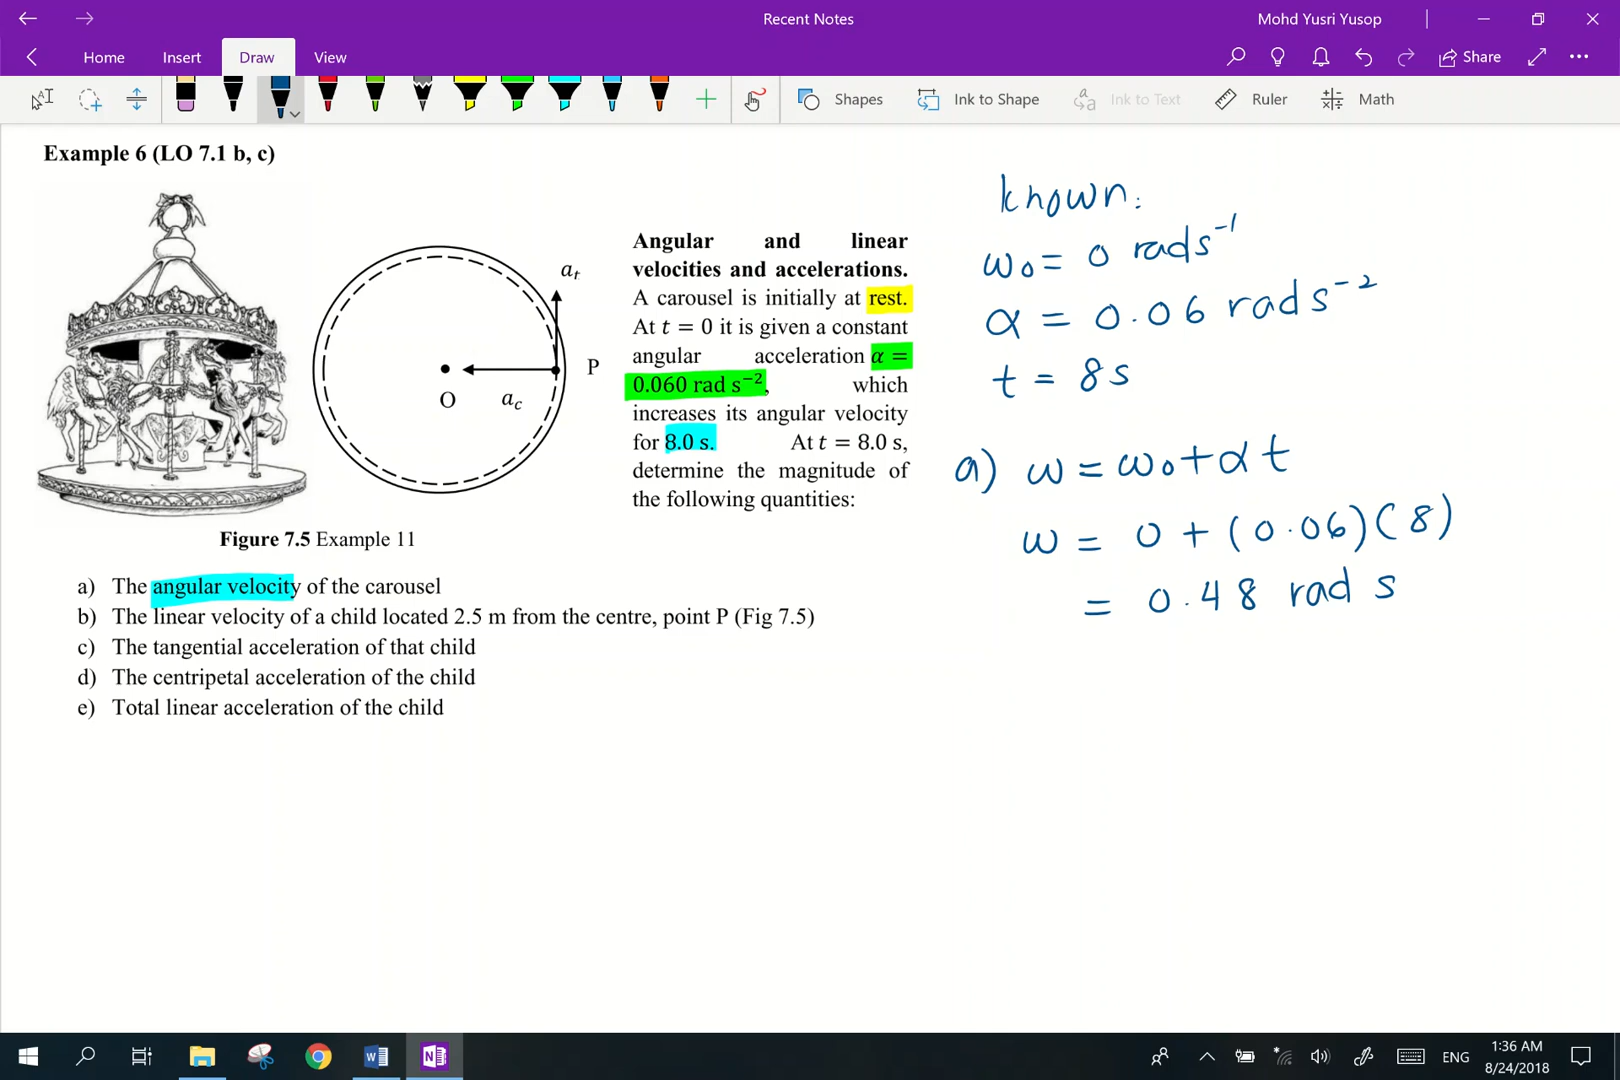 Recent Notes
Mohd Yusri Yusop
Home Insert Draw View
Share
Shapes Ink to Shape Ink to Text Ruler Math
Example 6 (LO 7.1 b, c)
aₜ
P
O
a꜀
Figure 7.5 Example 11
Angular and linear
velocities and accelerations.
A carousel is initially at rest.
At t = 0 it is given a constant
angular acceleration α =
0.060 rad s⁻², which
increases its angular velocity
for 8.0 s. At t = 8.0 s,
determine the magnitude of
the following quantities:
a) The angular velocity of the carousel
b) The linear velocity of a child located 2.5 m from the centre, point P (Fig 7.5)
c) The tangential acceleration of that child
d) The centripetal acceleration of the child
e) Total linear acceleration of the child
known:
ω₀ = 0 rad s⁻¹
α = 0.06 rad s⁻²
t = 8s
a) ω = ω₀ + α t
ω = 0 + (0.06)(8)
= 0.48 rad s
ENG
1:36 AM
8/24/2018